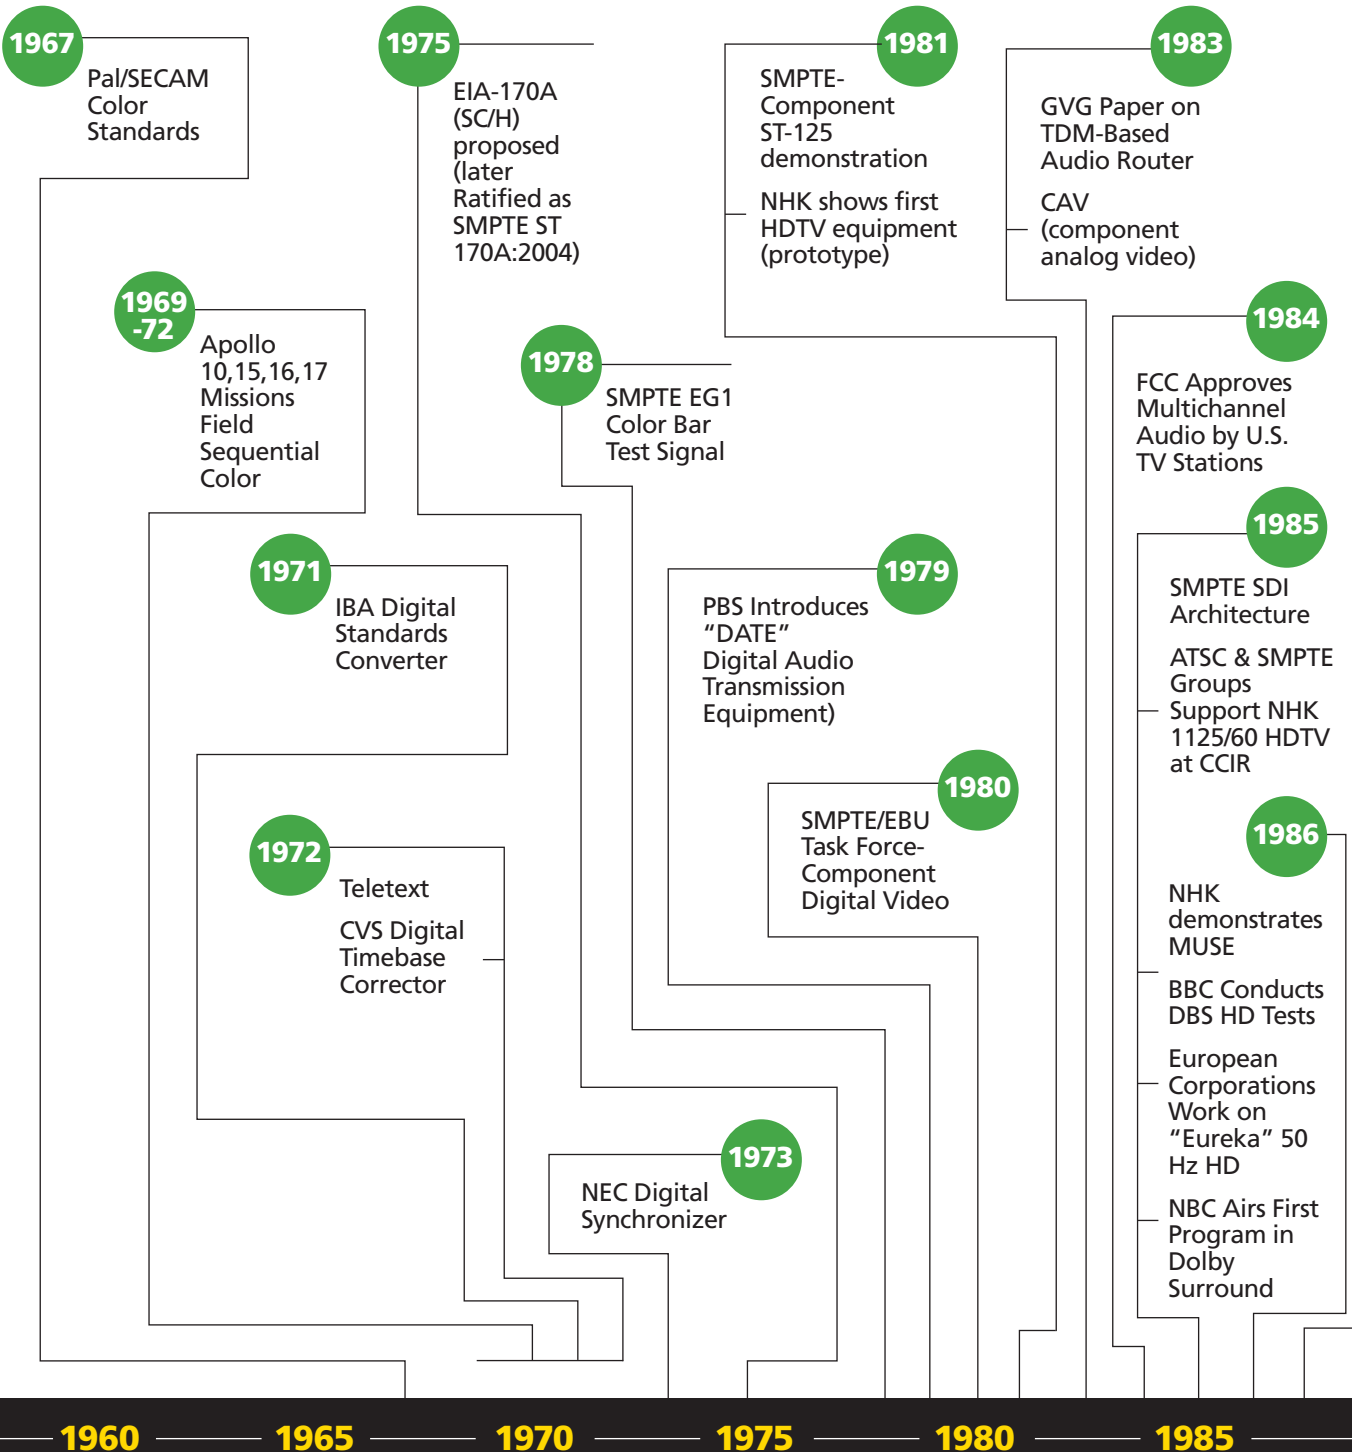 1967
Pal/SECAM
Color
Standards
1969
-72
Apollo
10,15,16,17
Missions
Field
Sequential
Color
1971
IBA Digital
Standards
Converter
1972
Teletext
CVS Digital
Timebase
Corrector
1973
NEC Digital
Synchronizer
1975
EIA-170A
(SC/H)
proposed
(later
Ratified as
SMPTE ST
170A:2004)
1978
SMPTE EG1
Color Bar
Test Signal
1979
PBS Introduces
“DATE”
Digital Audio
Transmission
Equipment)
1980
SMPTE/EBU
Task Force-
Component
Digital Video
1981
SMPTE-
Component
ST-125
demonstration
NHK shows first
HDTV equipment
(prototype)
1983
GVG Paper on
TDM-Based
Audio Router
CAV
(component
analog video)
1984
FCC Approves
Multichannel
Audio by U.S.
TV Stations
1985
SMPTE SDI
Architecture
ATSC & SMPTE
Groups
Support NHK
1125/60 HDTV
at CCIR
1986
NHK
demonstrates
MUSE
BBC Conducts
DBS HD Tests
European
Corporations
Work on
“Eureka” 50
Hz HD
NBC Airs First
Program in
Dolby
Surround
1960 1965 1970 1975 1980 1985